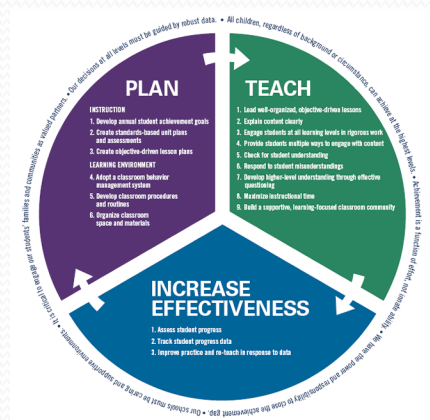 • All children, regardless of background or circumstance, can achieve at the highest levels. • Achievement is a function of effort, not innate ability. • We have the power and responsibility to close the achievement gap. • Our schools must be caring and supportive environments. • It is critical to engage our students' families and communities as valued partners. • Our decisions at all levels must be guided by robust data.
PLAN
INSTRUCTION
1. Develop annual student achievement goals
2. Create standards-based unit plans
and assessments
3. Create objective-driven lesson plans
LEARNING ENVIRONMENT
4. Adopt a classroom behavior
management system
5. Develop classroom procedures
and routines
6. Organize classroom
space and materials
TEACH
1. Lead well-organized, objective-driven lessons
2. Explain content clearly
3. Engage students at all learning levels in rigorous work
4. Provide students multiple ways to engage with content
5. Check for student understanding
6. Respond to student misunderstandings
7. Develop higher-level understanding through effective
questioning
8. Maximize instructional time
9. Build a supportive, learning-focused classroom community
INCREASE
EFFECTIVENESS
1. Assess student progress
2. Track student progress data
3. Improve practice and re-teach in response to data